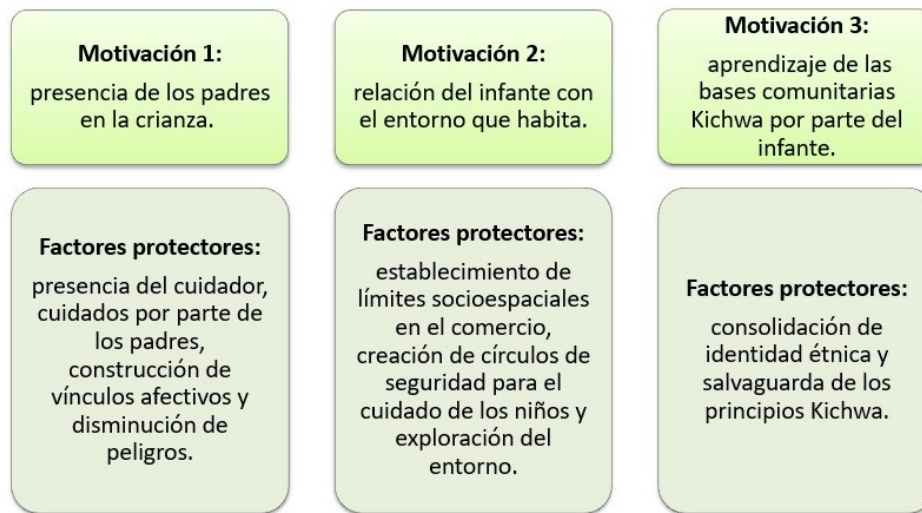 Motivación 1:
presencia de los padres
en la crianza.
Motivación 2:
relación del infante con
el entorno que habita.
Motivación 3:
aprendizaje de las
bases comunitarias
Kichwa por parte del
infante.
Factores protectores:
presencia del cuidador,
cuidados por parte de
los padres,
construcción de
vínculos afectivos y
disminución de
peligros.
Factores protectores:
establecimiento de
límites socioespaciales
en el comercio,
creación de círculos de
seguridad para el
cuidado de los niños y
exploración del
entorno.
Factores protectores:
consolidación de
identidad étnica y
salvaguarda de los
principios Kichwa.